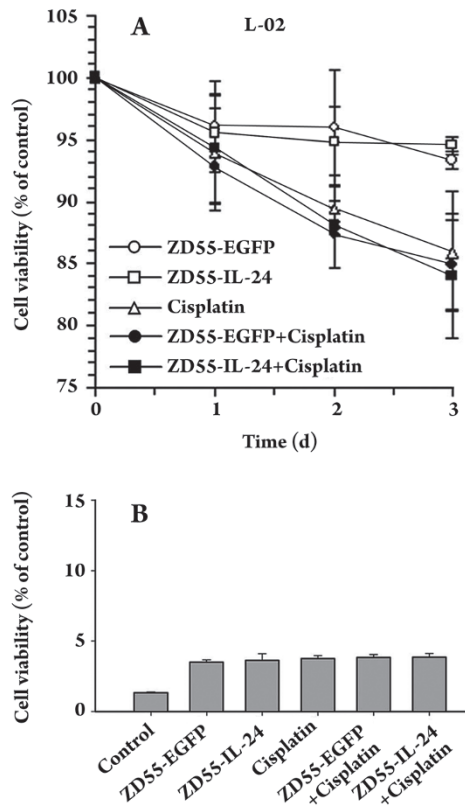 A
L-02
Cell viability (% of control)
105
100
95
90
85
80
75
ZD55-EGFP
ZD55-IL-24
Cisplatin
ZD55-EGFP+Cisplatin
ZD55-IL-24+Cisplatin
0 1 2 3
Time (d)
B
Cell viability (% of control)
15
10
5
0
Control
ZD55-EGFP
ZD55-IL-24
Cisplatin
ZD55-EGFP
+Cisplatin
ZD55-IL-24
+Cisplatin